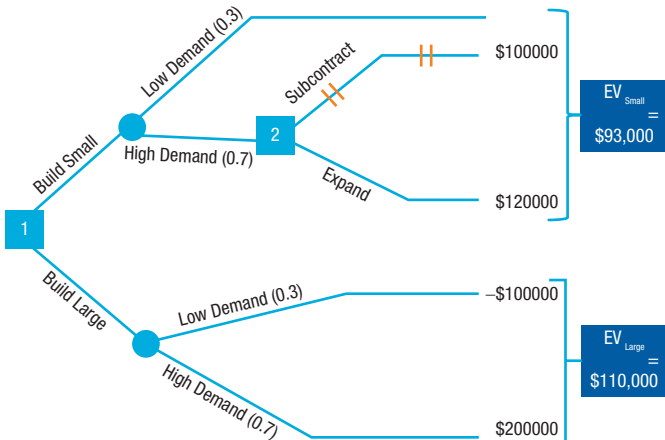 Low Demand (0.3)
Subcontract
$100000
EV Small
=
$93,000
2
High Demand (0.7)
Build Small
Expand
$120000
1
Build Large
Low Demand (0.3)
–$100000
EV Large
=
$110,000
High Demand (0.7)
$200000